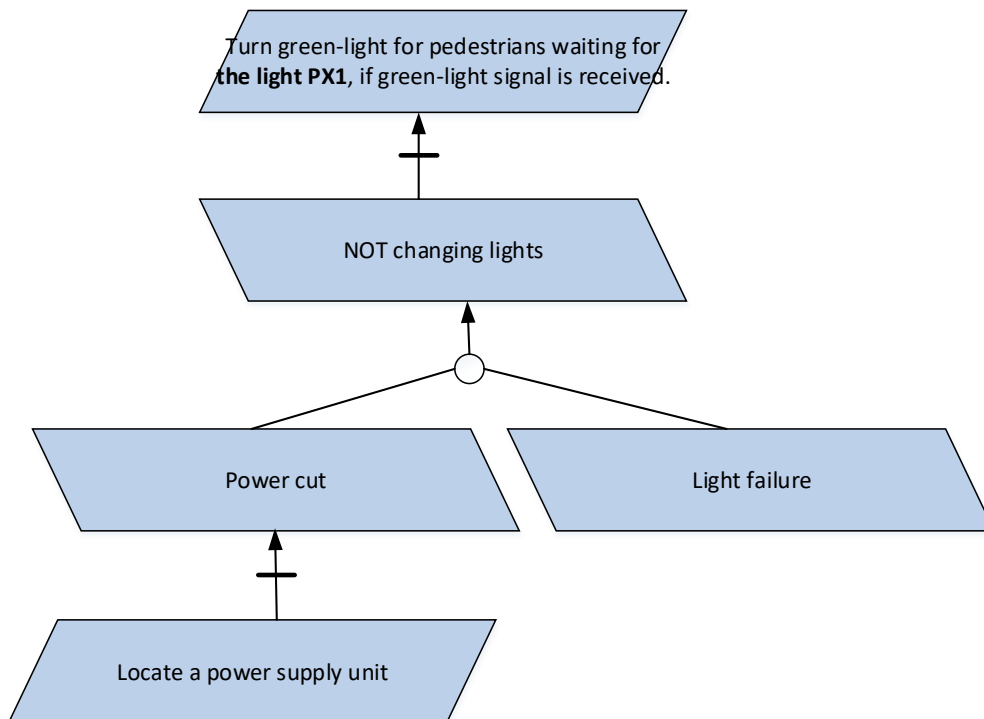 Turn green-light for pedestrians waiting for
the light PX1, if green-light signal is received.
NOT changing lights
Power cut
Light failure
Locate a power supply unit